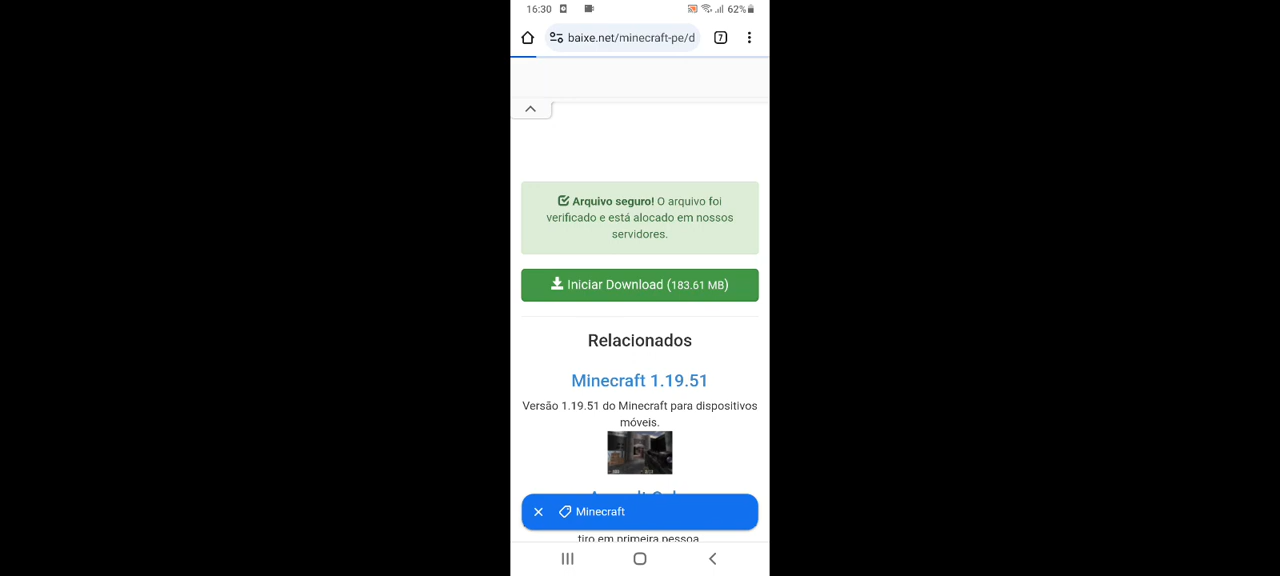 16:30 62%
baixe.net/minecraft-pe/d 7
Arquivo seguro! O arquivo foi
verificado e está alocado em nossos
servidores.
Iniciar Download (183.61 MB)
Relacionados
Minecraft 1.19.51
Versão 1.19.51 do Minecraft para dispositivos
móveis.
Minecraft
tiro em primeira pessoa